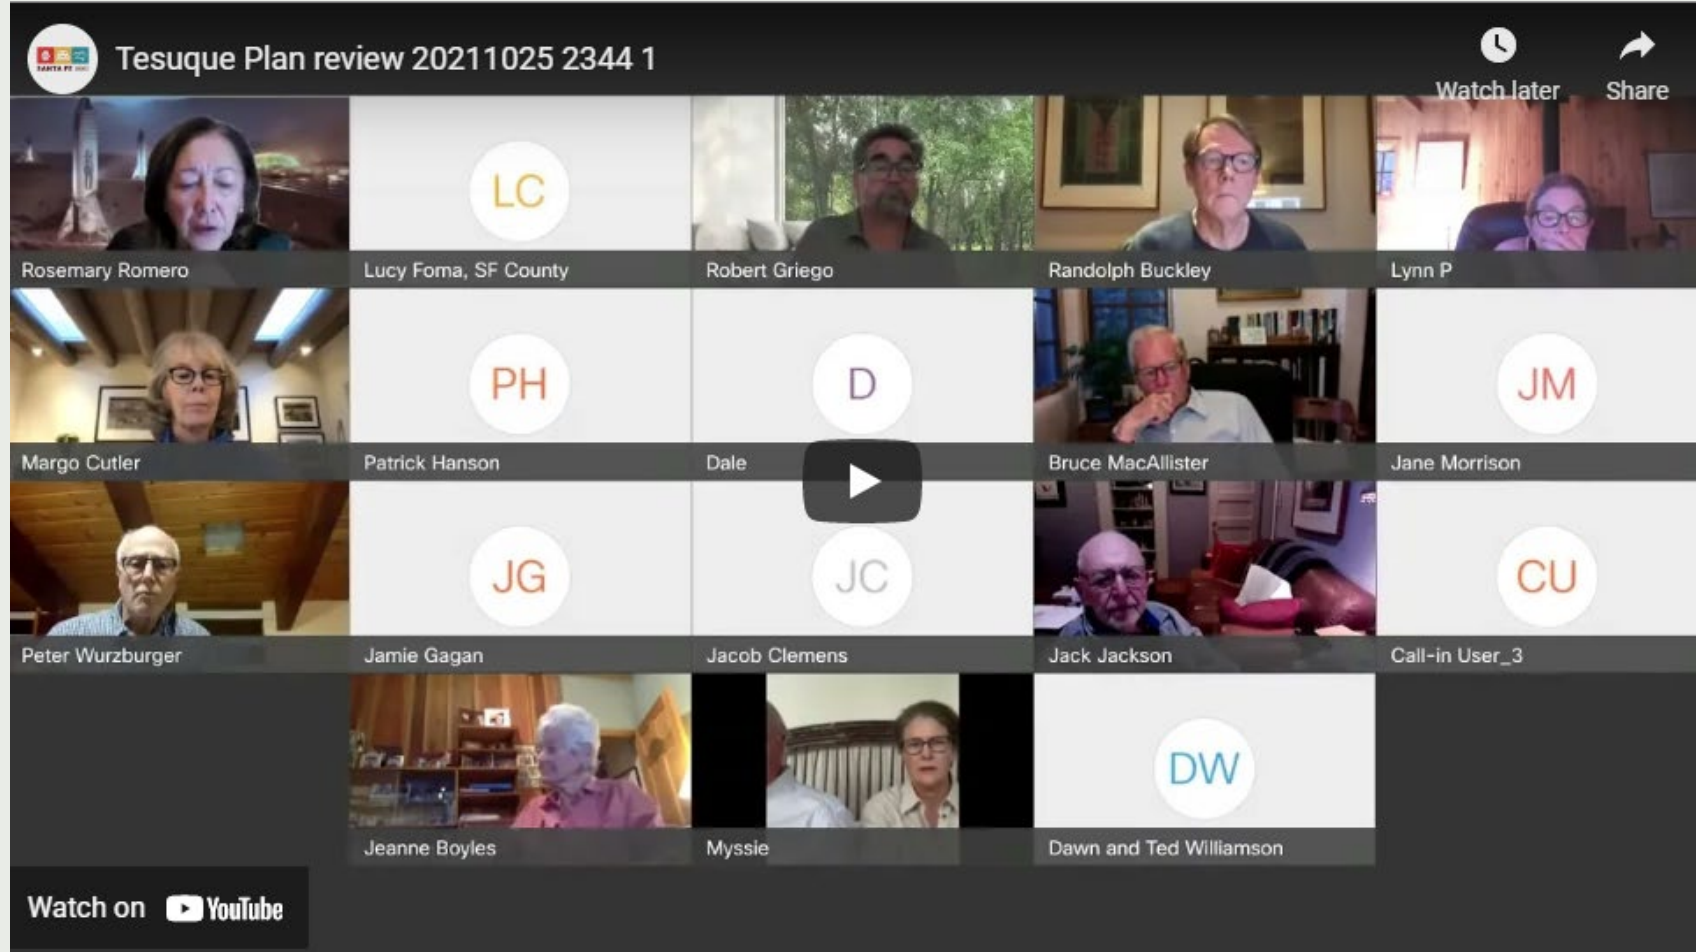 SANTA FE
Tesuque Plan review 20211025 2344 1
Watch later
Share
Rosemary Romero
LC
Lucy Foma, SF County
Robert Griego
Randolph Buckley
Lynn P
Margo Cutler
PH
Patrick Hanson
D
Dale
Bruce MacAllister
JM
Jane Morrison
Peter Wurzburger
JG
Jamie Gagan
JC
Jacob Clemens
Jack Jackson
CU
Call-in User_3
Jeanne Boyles
Myssie
DW
Dawn and Ted Williamson
Watch on YouTube